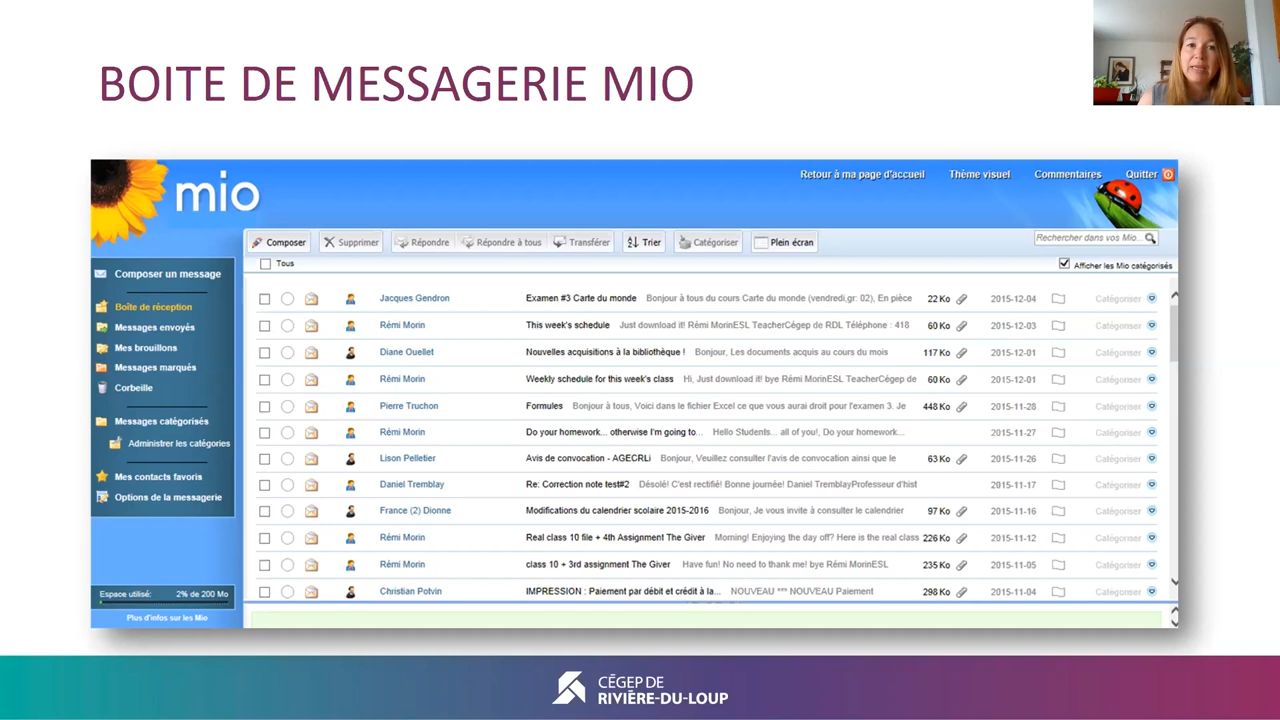 BOITE DE MESSAGERIE MIO
mio
Retour à ma page d'accueil Thème visuel Commentaires Quitter
Composer Supprimer Répondre Répondre à tous Transférer Trier Catégoriser Plein écran Rechercher dans vos Mio...
Tous Afficher les Mio catégorisés
Composer un message
Boîte de réception
Messages envoyés
Mes brouillons
Messages marqués
Corbeille
Messages catégorisés
Administrer les catégories
Mes contacts favoris
Options de la messagerie
Espace utilisé: 2% de 200 Mo
Plus d'infos sur les Mio
Jacques Gendron Examen #3 Carte du monde Bonjour à tous du cours Carte du monde (vendredi,gr: 02), En pièce 22 Ko 2015-12-04 Catégoriser
Rémi Morin This week's schedule Just download it! Rémi MorinESL TeacherCégep de RDL Téléphone : 418 60 Ko 2015-12-03 Catégoriser
Diane Ouellet Nouvelles acquisitions à la bibliothèque ! Bonjour, Les documents acquis au cours du mois 117 Ko 2015-12-01 Catégoriser
Rémi Morin Weekly schedule for this week's class Hi, Just download it! bye Rémi MorinESL TeacherCégep de 60 Ko 2015-12-01 Catégoriser
Pierre Truchon Formules Bonjour à tous, Voici dans le fichier Excel ce que vous aurai droit pour l'examen 3. Je 448 Ko 2015-11-28 Catégoriser
Rémi Morin Do your homework... otherwise I'm going to... Hello Students... all of you!, Do your homework... 2015-11-27 Catégoriser
Lison Pelletier Avis de convocation - AGECRLi Bonjour, Veuillez consulter l'avis de convocation ainsi que le 63 Ko 2015-11-26 Catégoriser
Daniel Tremblay Re: Correction note test#2 Désolé! C'est rectifié! Bonne journée! Daniel TremblayProfesseur d'hist 2015-11-17 Catégoriser
France (2) Dionne Modifications du calendrier scolaire 2015-2016 Bonjour, Je vous invite à consulter le calendrier 97 Ko 2015-11-16 Catégoriser
Rémi Morin Real class 10 file + 4th Assignment The Giver Morning! Enjoying the day off? Here is the real class 226 Ko 2015-11-12 Catégoriser
Rémi Morin class 10 + 3rd assignment The Giver Have fun! No need to thank me! bye Rémi MorinESL 235 Ko 2015-11-05 Catégoriser
Christian Potvin IMPRESSION : Paiement par débit et crédit à la... NOUVEAU *** NOUVEAU Paiement 298 Ko 2015-11-04 Catégoriser
CÉGEP DE
RIVIÈRE-DU-LOUP